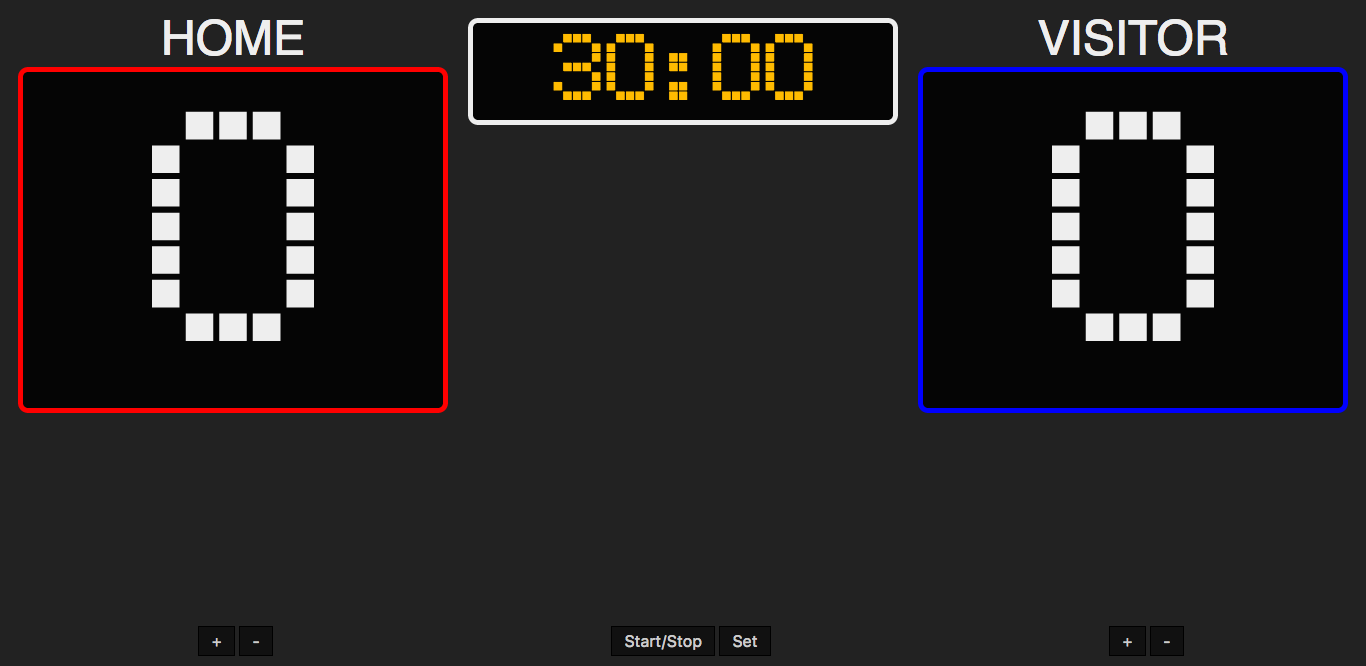 HOME
30:00
VISITOR
0
0
+ -
Start/Stop Set
+ -